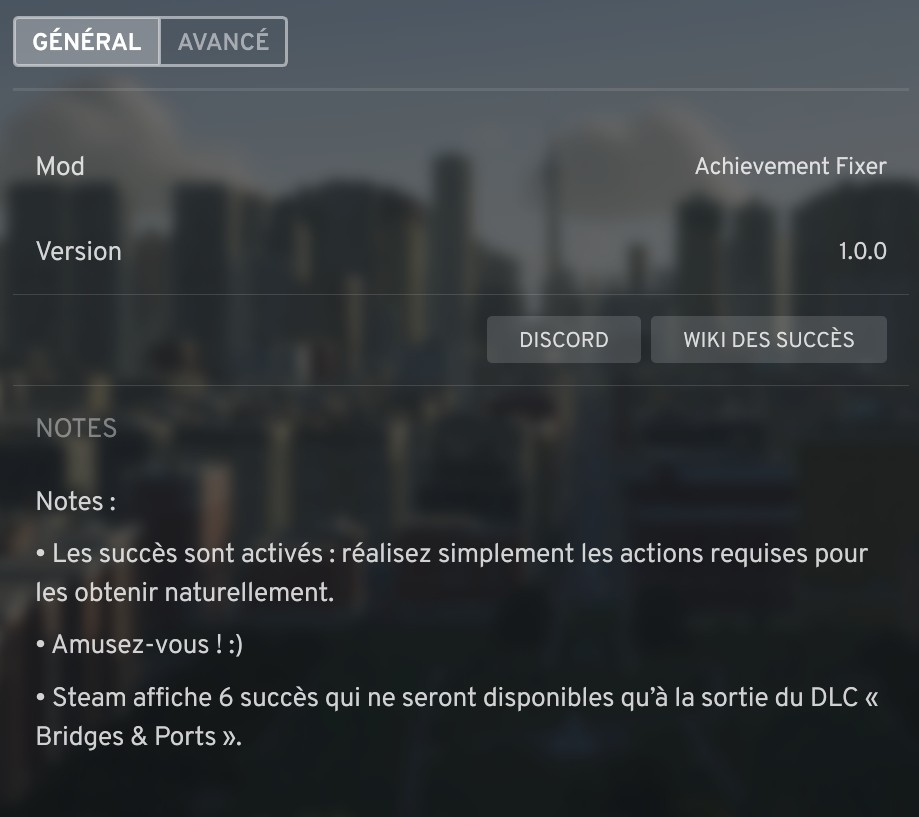 GÉNÉRAL AVANCÉ
Mod Achievement Fixer
Version 1.0.0
DISCORD WIKI DES SUCCÈS
NOTES
Notes :
• Les succès sont activés : réalisez simplement les actions requises pour
les obtenir naturellement.
• Amusez-vous ! :)
• Steam affiche 6 succès qui ne seront disponibles qu’à la sortie du DLC «
Bridges & Ports ».